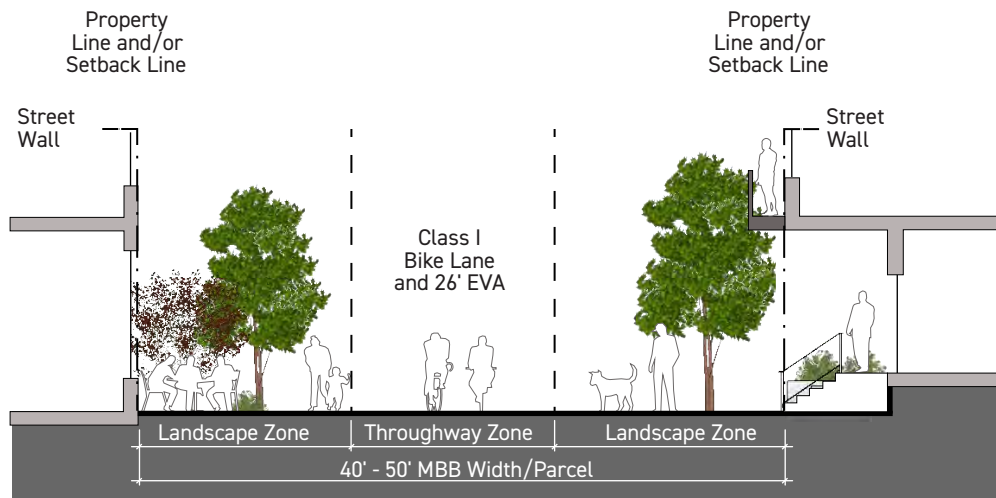 Property
Line and/or
Setback Line
Property
Line and/or
Setback Line
Street
Wall
Street
Wall
Class I
Bike Lane
and 26' EVA
Landscape Zone
Throughway Zone
Landscape Zone
40' - 50' MBB Width/Parcel